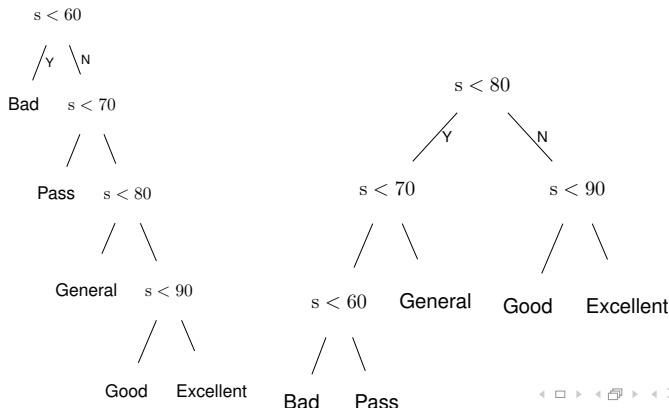 s < 60
Y N
Bad s < 70
Pass s < 80
General s < 90
Good Excellent
s < 80
Y N
s < 70 s < 90
s < 60 General Good Excellent
Bad Pass